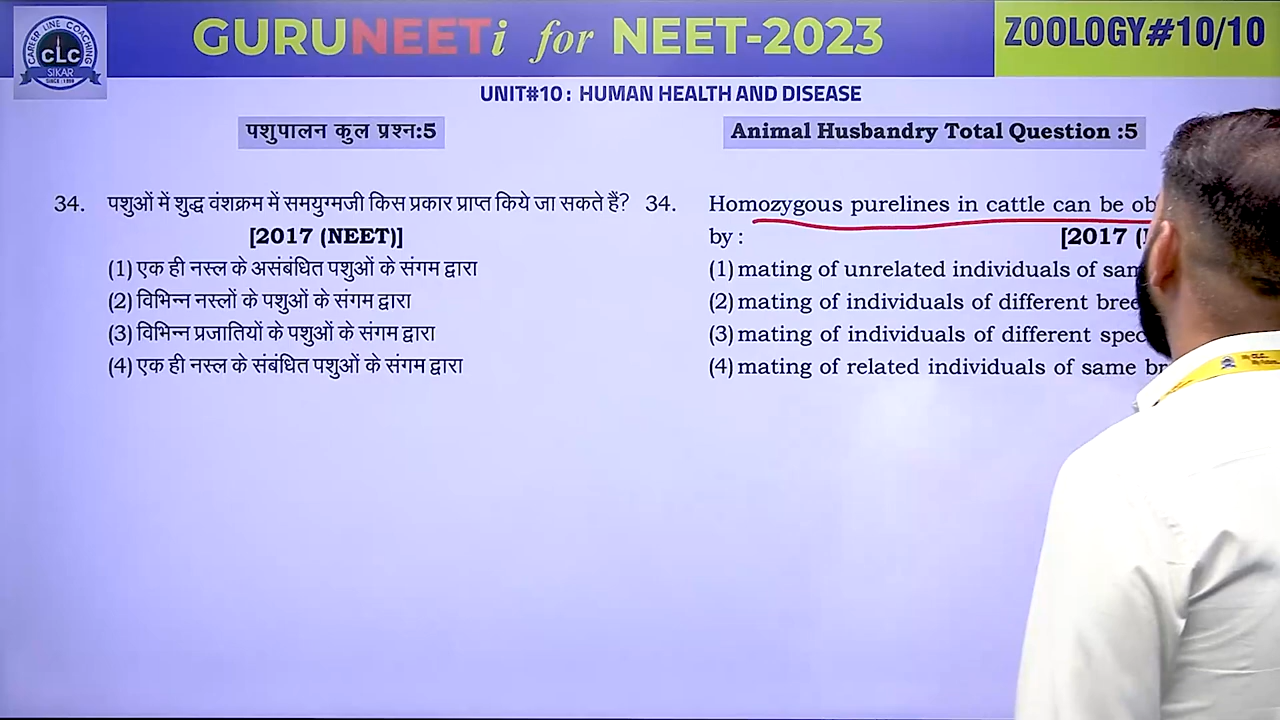 GURUNEETi for NEET-2023
ZOOLOGY#10/10
CAREER LINE COACHING
CLC
SIKAR
SINCE : 1996
UNIT#10 : HUMAN HEALTH AND DISEASE
पशुपालन कुल प्रश्न:5
34. पशुओं में शुद्ध वंशक्रम में समयुग्मजी किस प्रकार प्राप्त किये जा सकते हैं?
[2017 (NEET)]
(1) एक ही नस्ल के असंबंधित पशुओं के संगम द्वारा
(2) विभिन्न नस्लों के पशुओं के संगम द्वारा
(3) विभिन्न प्रजातियों के पशुओं के संगम द्वारा
(4) एक ही नस्ल के संबंधित पशुओं के संगम द्वारा
Animal Husbandry Total Question :5
34. Homozygous purelines in cattle can be
by : [2017
(1) mating of unrelated individuals of
(2) mating of individuals of different
(3) mating of individuals of different
(4) mating of related individuals of same